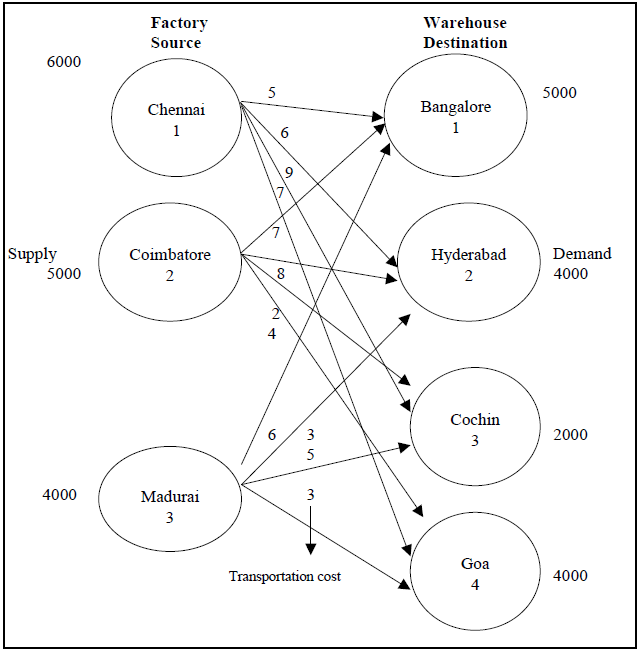 Factory
Source
Warehouse
Destination
6000
Chennai
1
5
Bangalore
1
5000
6
9
7
7
Supply
5000
Coimbatore
2
8
Hyderabad
2
Demand
4000
2
4
6
3
5
Cochin
3
2000
4000
Madurai
3
3
Transportation cost
Goa
4
4000